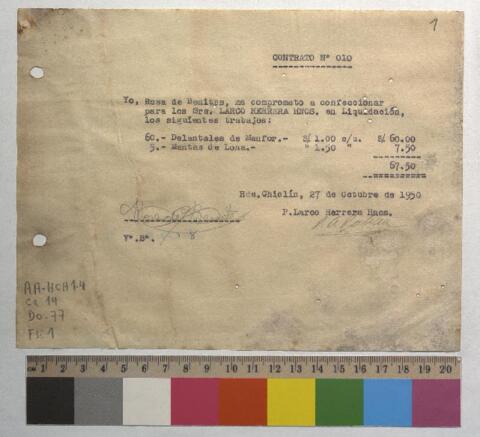 1
CONTRATO Nº 010
Yo, Rosa de Benites, me comprometo a confeccionar
para los Srs. LARCO HERRERA HNOS. en Liquidación,
los siguientes trabajos:
60.- Delantales de Manfor.- S/ 1.00 c/u. S/ 60.00
5.- Mantas de Lona.- " 1.50 " 7.50
67.50
Hda. Chiclín, 27 de Octubre de 1950
P. Larco Herrera Hnos.
Vº.Bº.
AA-HCH 1.4
Ca 14
Do. 77
Fl: 1
cm 1 2 3 4 5 6 7 8 9 10 11 12 13 14 15 16 17 18 19 20